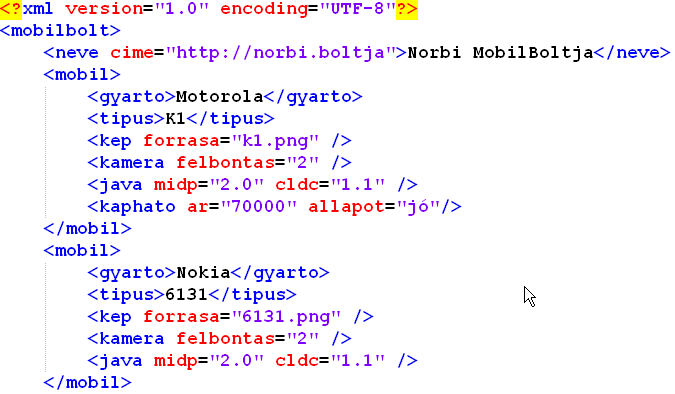 <?xml version="1.0" encoding="UTF-8"?>
<mobilbolt>
<neve cime="http://norbi.boltja">Norbi MobilBoltja</neve>
<mobil>
<gyarto>Motorola</gyarto>
<tipus>K1</tipus>
<kep forrasa="k1.png" />
<kamera felbontas="2" />
<java midp="2.0" cldc="1.1" />
<kaphato ar="70000" allapot="jó"/>
</mobil>
<mobil>
<gyarto>Nokia</gyarto>
<tipus>6131</tipus>
<kep forrasa="6131.png" />
<kamera felbontas="2" />
<java midp="2.0" cldc="1.1" />
</mobil>